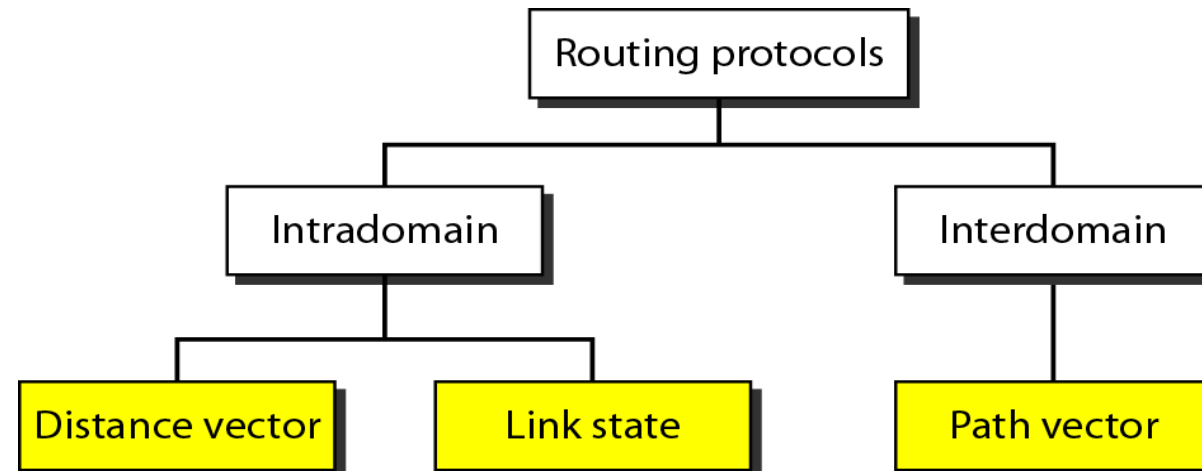 Routing protocols
Intradomain
Interdomain
Distance vector
Link state
Path vector